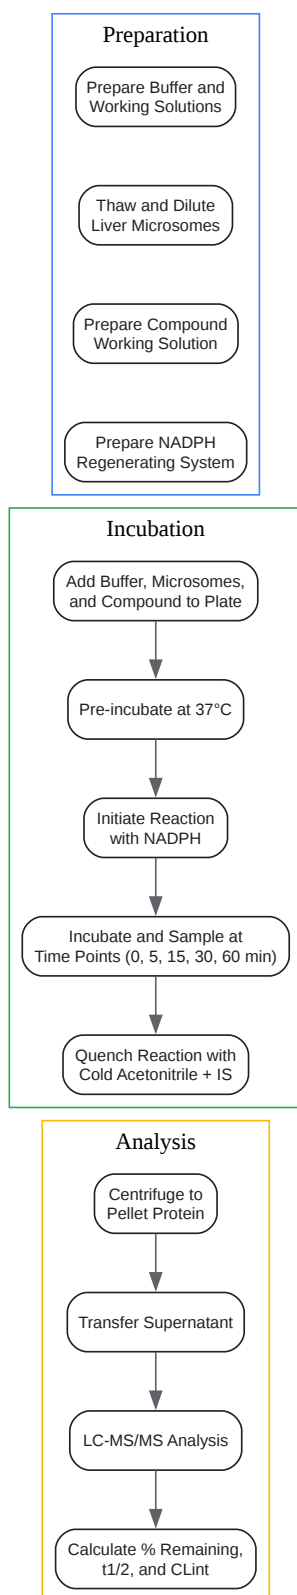 Preparation
Prepare Buffer and
Working Solutions
Thaw and Dilute
Liver Microsomes
Prepare Compound
Working Solution
Prepare NADPH
Regenerating System
Incubation
Add Buffer, Microsomes,
and Compound to Plate
Pre-incubate at 37°C
Initiate Reaction
with NADPH
Incubate and Sample at
Time Points (0, 5, 15, 30, 60 min)
Quench Reaction with
Cold Acetonitrile + IS
Analysis
Centrifuge to
Pellet Protein
Transfer Supernatant
LC-MS/MS Analysis
Calculate % Remaining,
t1/2, and CLint